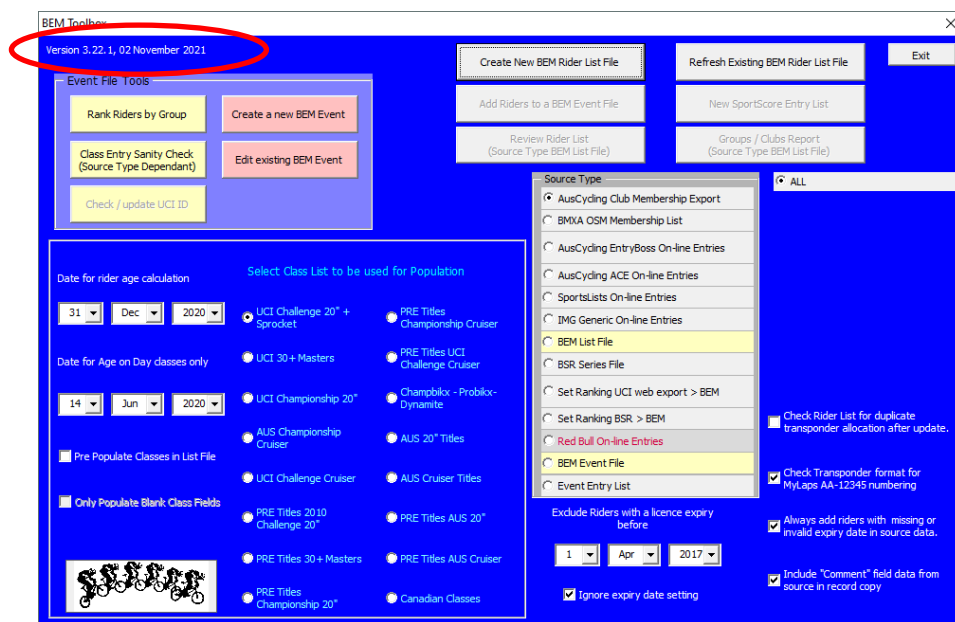 BEM Toolbox
Version 3.22.1, 02 November 2021
Event File Tools
Rank Riders by Group
Create a new BEM Event
Class Entry Sanity Check
(Source Type Dependant)
Edit existing BEM Event
Check / update UCI ID
Create New BEM Rider List File
Refresh Existing BEM Rider List File
Exit
Add Riders to a BEM Event File
New SportScore Entry List
Review Rider List
(Source Type BEM List File)
Groups / Clubs Report
(Source Type BEM List File)
Source Type
AusCycling Club Membership Export
BMXA OSM Membership List
AusCycling EntryBoss On-line Entries
AusCycling ACE On-line Entries
SportsLists On-line Entries
IMG Generic On-line Entries
BEM List File
BSR Series File
Set Ranking UCI web export > BEM
Set Ranking BSR > BEM
Red Bull On-line Entries
BEM Event File
Event Entry List
ALL
Date for rider age calculation
31 Dec 2020
Date for Age on Day classes only
14 Jun 2020
Pre Populate Classes in List File
Only Populate Blank Class Fields
Select Class List to be used for Population
UCI Challenge 20" +
Sprocket
PRE Titles
Championship Cruiser
UCI 30+ Masters
PRE Titles UCI
Challenge Cruiser
UCI Championship 20"
Champbikx - Probikx-
Dynamite
AUS Championship
Cruiser
AUS 20" Titles
UCI Challenge Cruiser
AUS Cruiser Titles
PRE Titles 2010
Challenge 20"
PRE Titles AUS 20"
PRE Titles 30+ Masters
PRE Titles AUS Cruiser
PRE Titles
Championship 20"
Canadian Classes
Exclude Riders with a licence expiry
before
1 Apr 2017
Ignore expiry date setting
Check Rider List for duplicate
transponder allocation after update.
Check Transponder format for
MyLaps AA-12345 numbering
Always add riders with missing or
invalid expiry date in source data.
Include "Comment" field data from
source in record copy